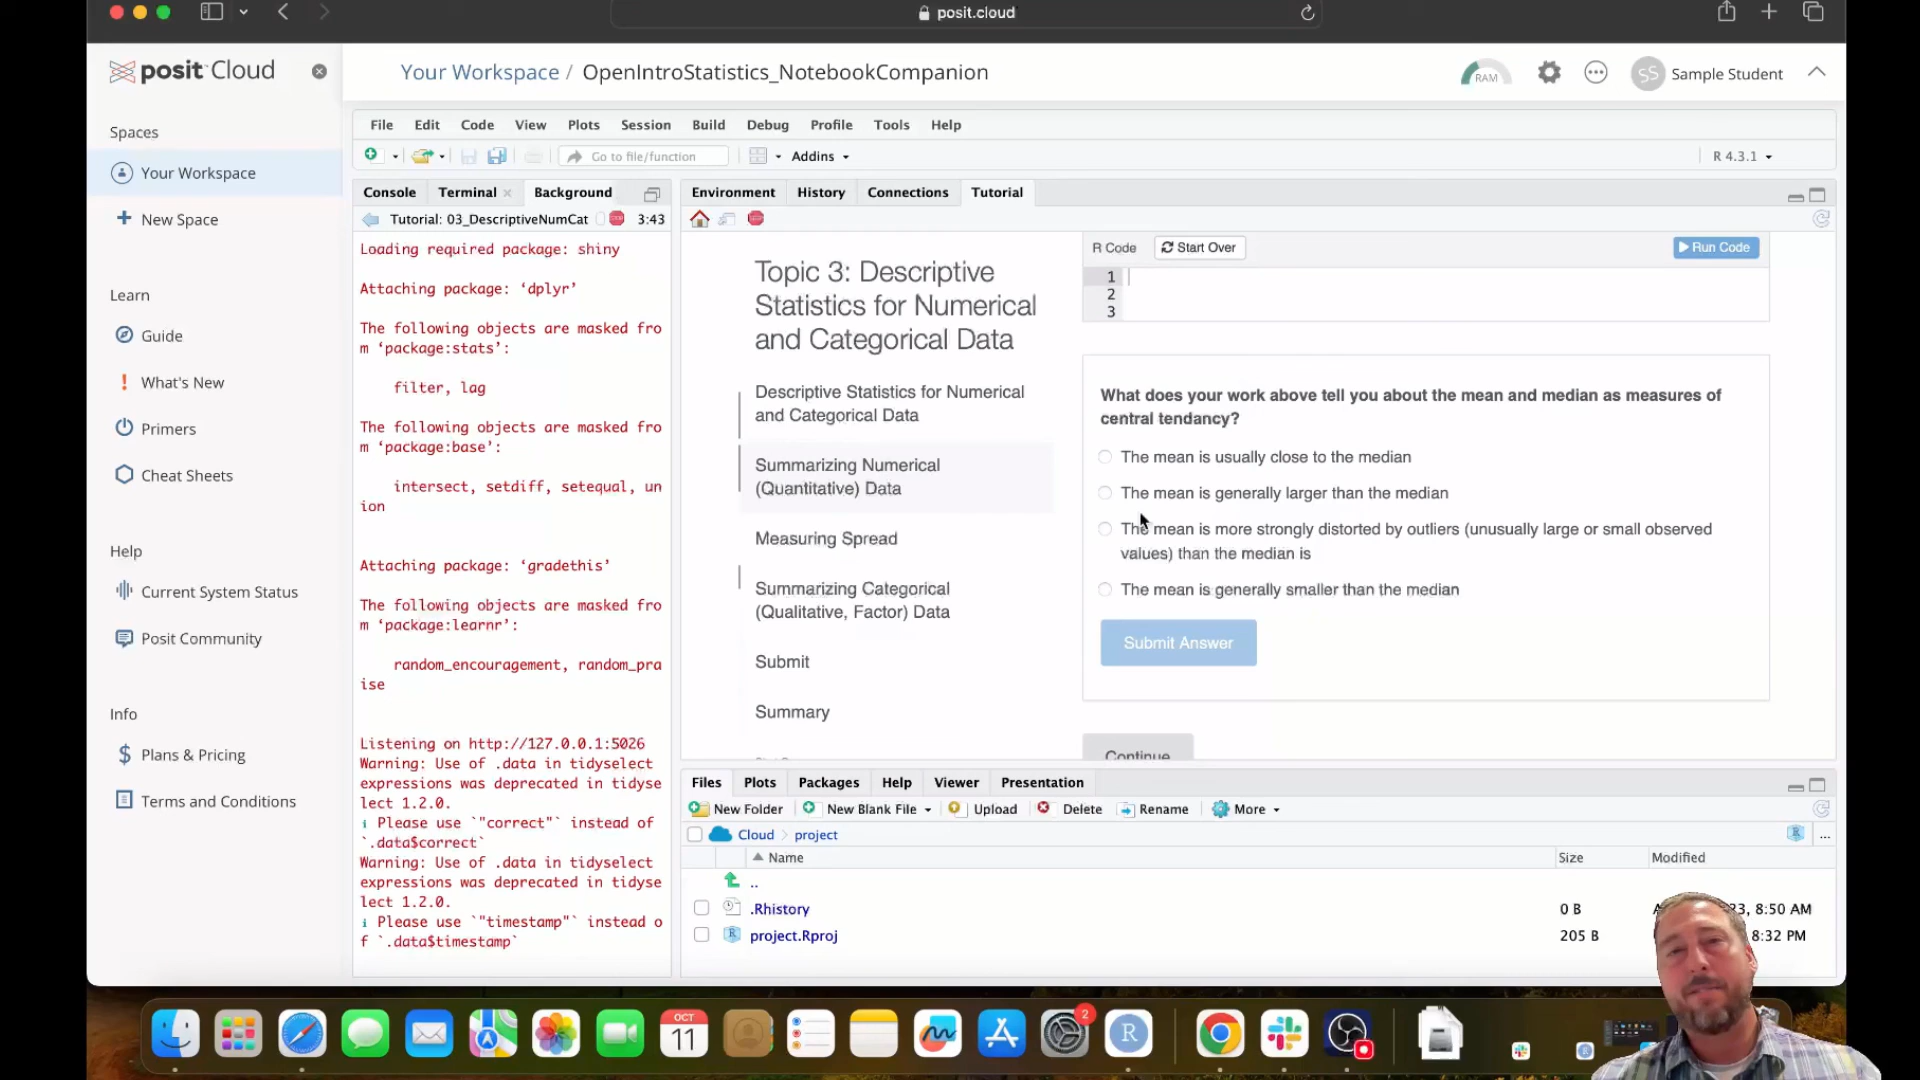 posit.cloud
posit Cloud
Your Workspace / OpenIntroStatistics_NotebookCompanion
RAM
SS
Sample Student
Spaces
Your Workspace
New Space
Learn
Guide
What's New
Primers
Cheat Sheets
Help
Current System Status
Posit Community
Info
Plans & Pricing
Terms and Conditions
File Edit Code View Plots Session Build Debug Profile Tools Help
Go to file/function
Addins
R 4.3.1
Console Terminal Background
Tutorial: 03_DescriptiveNumCat
3:43
Loading required package: shiny
Attaching package: ‘dplyr’
The following objects are masked fro
m ‘package:stats’:
filter, lag
The following objects are masked fro
m ‘package:base’:
intersect, setdiff, setequal, un
ion
Attaching package: ‘gradethis’
The following objects are masked fro
m ‘package:learnr’:
random_encouragement, random_pra
ise
Listening on http://127.0.0.1:5026
Warning: Use of .data in tidyselect
expressions was deprecated in tidyse
lect 1.2.0.
ℹ Please use `"correct"` instead of
`.data$correct`
Warning: Use of .data in tidyselect
expressions was deprecated in tidyse
lect 1.2.0.
ℹ Please use `"timestamp"` instead o
f `.data$timestamp`
Environment History Connections Tutorial
Topic 3: Descriptive
Statistics for Numerical
and Categorical Data
Descriptive Statistics for Numerical
and Categorical Data
Summarizing Numerical
(Quantitative) Data
Measuring Spread
Summarizing Categorical
(Qualitative, Factor) Data
Submit
Summary
R Code
Start Over
Run Code
1
2
3
What does your work above tell you about the mean and median as measures of
central tendancy?
The mean is usually close to the median
The mean is generally larger than the median
The mean is more strongly distorted by outliers (unusually large or small observed
values) than the median is
The mean is generally smaller than the median
Submit Answer
Continue
Files Plots Packages Help Viewer Presentation
New Folder New Blank File Upload Delete Rename More
Cloud project
R
...
Name Size Modified
..
.Rhistory 0 B 3, 8:50 AM
project.Rproj 205 B 8:32 PM
OCT
11
2
R